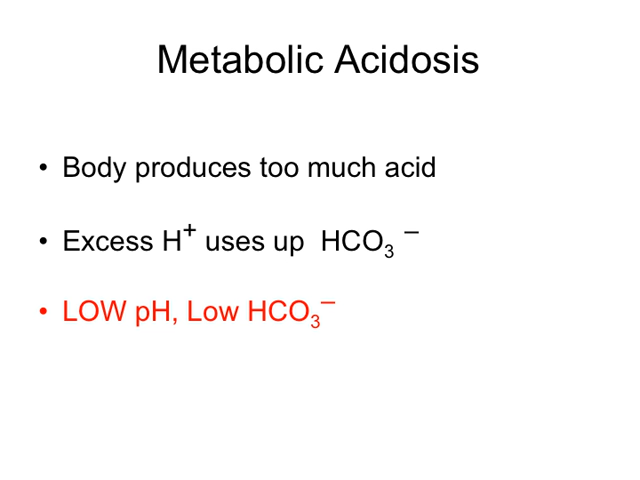 Metabolic Acidosis
• Body produces too much acid
• Excess H⁺ uses up HCO₃⁻
• LOW pH, Low HCO₃⁻